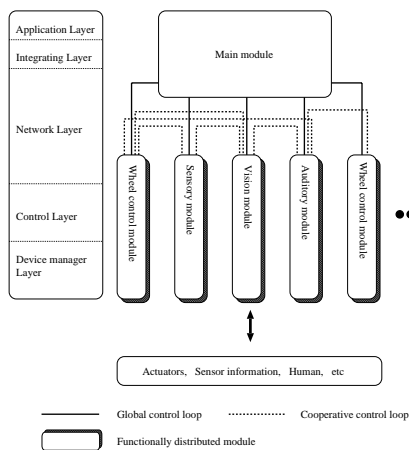 Application Layer
Integrating Layer
Network Layer
Control Layer
Device manager
Layer
Main module
Wheel control module
Sensory module
Vision module
Auditory module
Wheel control module
Actuators, Sensor information, Human, etc
Global control loop
Cooperative control loop
Functionally distributed module